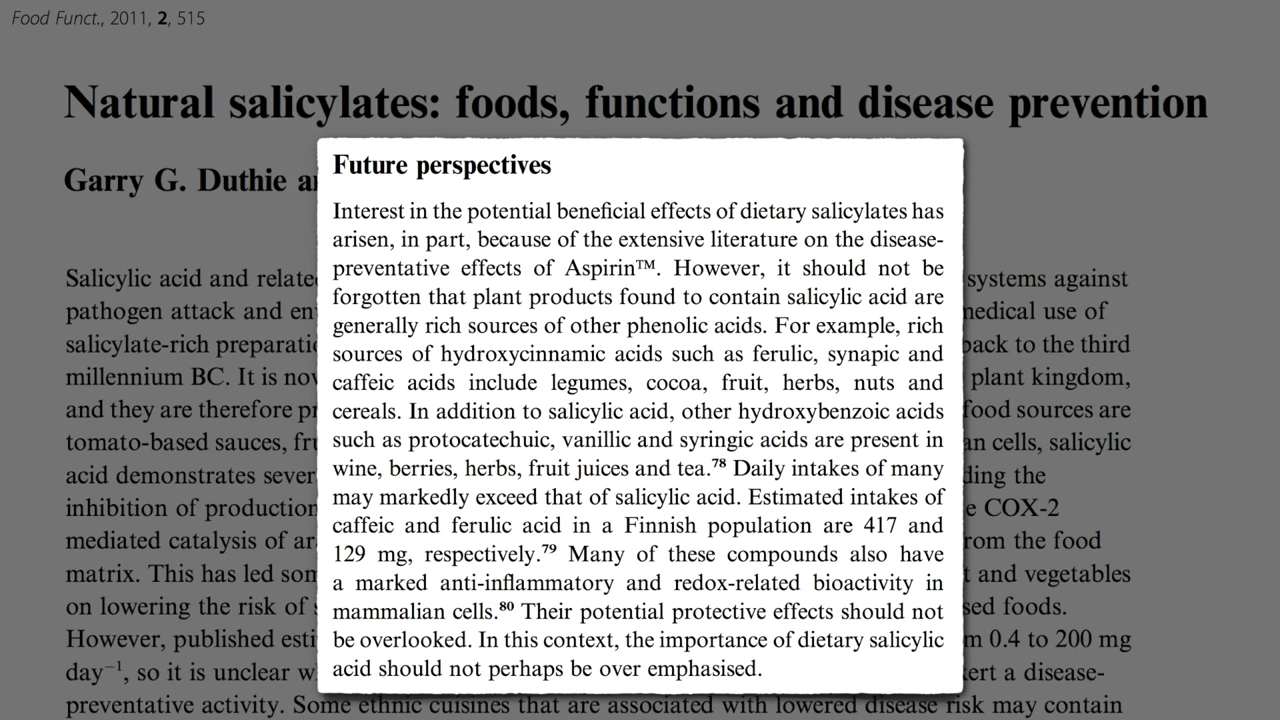 Food Funct., 2011, 2, 515
Natural salicylates: foods, functions and disease prevention
Garry G. Duthie
Future perspectives
Interest in the potential beneficial effects of dietary salicylates has
arisen, in part, because of the extensive literature on the disease-
preventative effects of Aspirin™. However, it should not be
forgotten that plant products found to contain salicylic acid are
generally rich sources of other phenolic acids. For example, rich
sources of hydroxycinnamic acids such as ferulic, synapic and
caffeic acids include legumes, cocoa, fruit, herbs, nuts and
cereals. In addition to salicylic acid, other hydroxybenzoic acids
such as protocatechuic, vanillic and syringic acids are present in
wine, berries, herbs, fruit juices and tea.⁷⁸ Daily intakes of many
may markedly exceed that of salicylic acid. Estimated intakes of
caffeic and ferulic acid in a Finnish population are 417 and
129 mg, respectively.⁷⁹ Many of these compounds also have
a marked anti-inflammatory and redox-related bioactivity in
mammalian cells.⁸⁰ Their potential protective effects should not
be overlooked. In this context, the importance of dietary salicylic
acid should not perhaps be over emphasised.
Salicylic acid and systems against
pathogen attack and medical use of
salicylate-rich back to the third
millennium BC. It is plant kingdom,
and they are therefore food sources are
tomato-based sauces, cells, salicylic
acid demonstrates the
inhibition of production COX-2
mediated catalysis of from the food
matrix. This has led and vegetables
on lowering the risk of foods.
However, published 0.4 to 200 mg
day⁻¹, so it is unclear a disease-
preventative activity. Some ethnic cuisines that are associated with lowered disease risk may contain